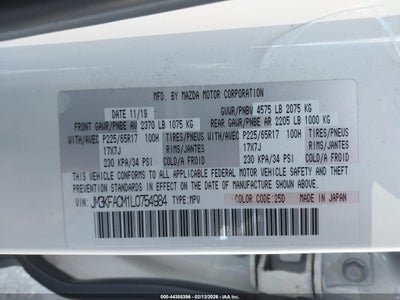 MFG. BY MAZDA MOTOR CORPORATION
DATE 11/19 GVWR/PNBV 4575 LB 2075 KG
FRONT GAWR/PNBE AV 2370 LB 1075 KG REAR GAWR/PNBE AR 2205 LB 1000 KG
WITH/AVEC P225/65R17 100H TIRES/PNEUS WITH/AVEC P225/65R17 100H TIRES/PNEUS
17X7J RIMS/JANTES 17X7J RIMS/JANTES
230 KPA/34 PSI COLD/A FROID 230 KPA/34 PSI COLD/A FROID
THIS VEHICLE CONFORMS TO ALL APPLICABLE FEDERAL MOTOR VEHICLE SAFETY
AND THEFT PREVENTION STANDARDS IN EFFECT ON
THE DATE OF MANUFACTURE SHOWN ABOVE.
VIN: JM3KFACM1L0754984 TYPE:MPV COLOR CODE:25D MADE IN JAPAN
500-44355396 - 02/13/2026 - © IAA, LLC